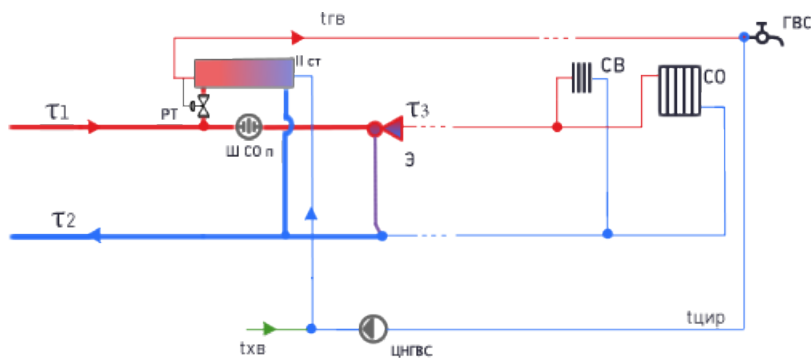 tгв
ГВС
II ст
СВ
СО
τ1
РТ
τ3
Ш СО п
Э
τ2
tхв
ЦНГВС
tцир